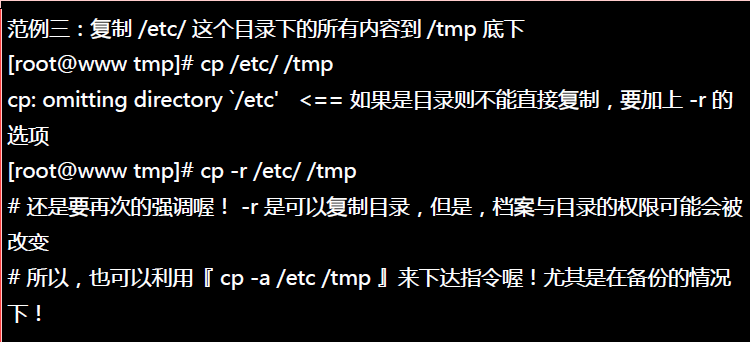 范例三：复制 /etc/ 这个目录下的所有内容到 /tmp 底下
[root@www tmp]# cp /etc/ /tmp
cp: omitting directory `/etc'   <== 如果是目录则不能直接复制，要加上 -r 的
选项
[root@www tmp]# cp -r /etc/ /tmp
# 还是要再次的强调喔！ -r 是可以复制目录，但是，档案与目录的权限可能会被
改变
# 所以，也可以利用『 cp -a /etc /tmp 』来下达指令喔！尤其是在备份的情况
下！